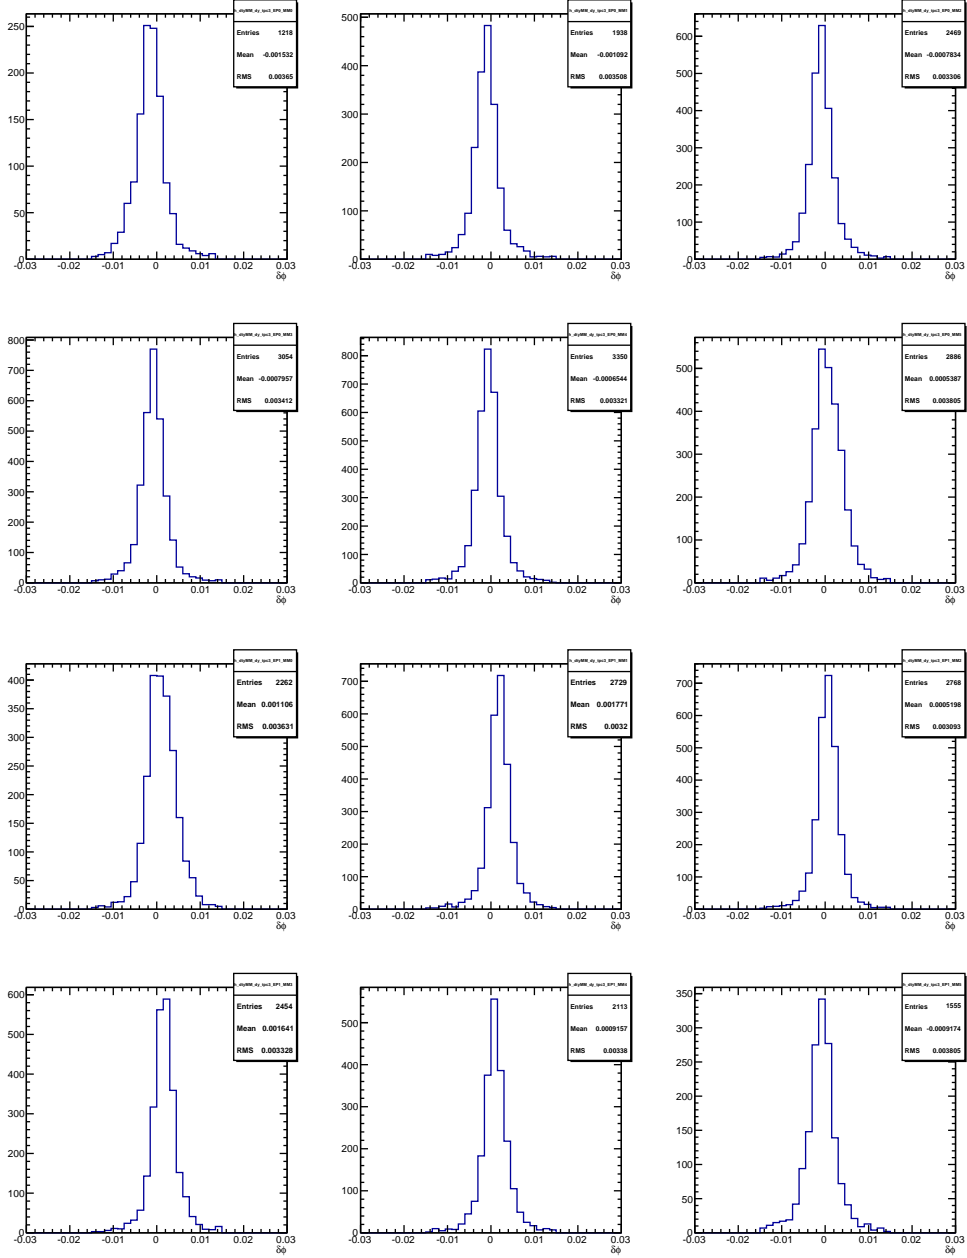 h_dtyMM_dy_ipc3_EP0_MM0
Entries 1218
Mean -0.001532
RMS 0.00365
250
200
150
100
50
0
-0.03 -0.02 -0.01 0 0.01 0.02 0.03
δϕ
h_dtyMM_dy_ipc3_EP0_MM1
Entries 1938
Mean -0.001092
RMS 0.003508
500
400
300
200
100
0
-0.03 -0.02 -0.01 0 0.01 0.02 0.03
δϕ
h_dtyMM_dy_ipc3_EP0_MM2
Entries 2469
Mean -0.0007834
RMS 0.003306
600
500
400
300
200
100
0
-0.03 -0.02 -0.01 0 0.01 0.02 0.03
δϕ
h_dtyMM_dy_ipc3_EP0_MM3
Entries 3054
Mean -0.0007957
RMS 0.003412
800
700
600
500
400
300
200
100
0
-0.03 -0.02 -0.01 0 0.01 0.02 0.03
δϕ
h_dtyMM_dy_ipc3_EP0_MM4
Entries 3350
Mean -0.0006544
RMS 0.003321
800
700
600
500
400
300
200
100
0
-0.03 -0.02 -0.01 0 0.01 0.02 0.03
δϕ
h_dtyMM_dy_ipc3_EP0_MM5
Entries 2886
Mean 0.0005387
RMS 0.003805
500
400
300
200
100
0
-0.03 -0.02 -0.01 0 0.01 0.02 0.03
δϕ
h_dtyMM_dy_ipc3_EP1_MM0
Entries 2262
Mean 0.001106
RMS 0.003631
400
350
300
250
200
150
100
50
0
-0.03 -0.02 -0.01 0 0.01 0.02 0.03
δϕ
h_dtyMM_dy_ipc3_EP1_MM1
Entries 2729
Mean 0.001771
RMS 0.0032
700
600
500
400
300
200
100
0
-0.03 -0.02 -0.01 0 0.01 0.02 0.03
δϕ
h_dtyMM_dy_ipc3_EP1_MM2
Entries 2768
Mean 0.0005198
RMS 0.003093
700
600
500
400
300
200
100
0
-0.03 -0.02 -0.01 0 0.01 0.02 0.03
δϕ
h_dtyMM_dy_ipc3_EP1_MM3
Entries 2454
Mean 0.001641
RMS 0.003328
600
500
400
300
200
100
0
-0.03 -0.02 -0.01 0 0.01 0.02 0.03
δϕ
h_dtyMM_dy_ipc3_EP1_MM4
Entries 2113
Mean 0.0009157
RMS 0.00338
500
400
300
200
100
0
-0.03 -0.02 -0.01 0 0.01 0.02 0.03
δϕ
h_dtyMM_dy_ipc3_EP1_MM5
Entries 1555
Mean -0.0009174
RMS 0.003805
350
300
250
200
150
100
50
0
-0.03 -0.02 -0.01 0 0.01 0.02 0.03
δϕ